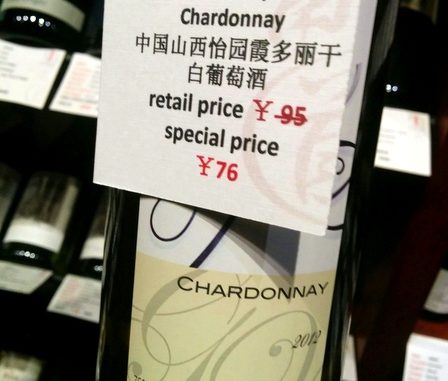 Chardonnay
中国山西怡园霞多丽干
白葡萄酒
retail price ￥95
special price
￥76
CHARDONNAY
2012